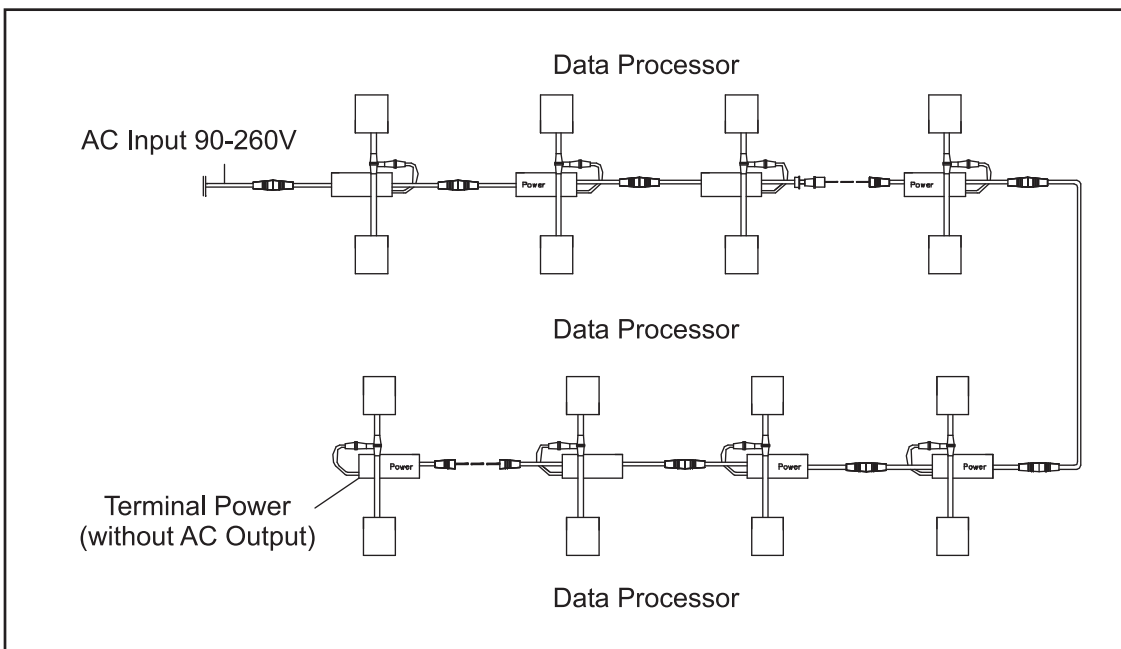 Data Processor
AC Input 90-260V
Power
Power
Data Processor
Power
Power
Power
Terminal Power
(without AC Output)
Data Processor